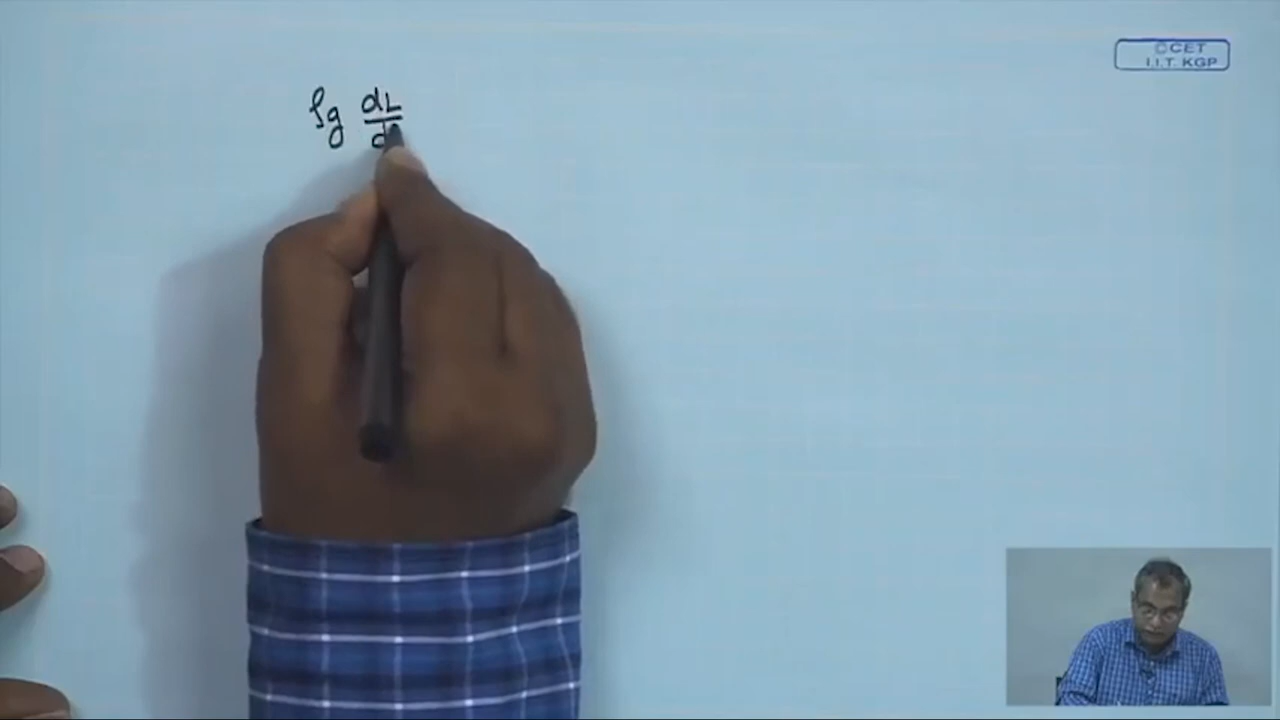 ρg dL/d
©CET
I.I.T. KGP